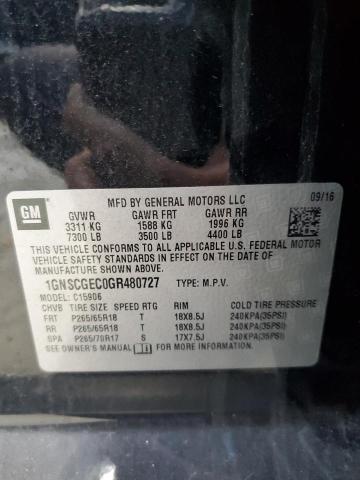 GM
MFD BY GENERAL MOTORS LLC 09/16
GVWR GAWR FRT GAWR RR
3311 KG 1588 KG 1996 KG
7300 LB 3500 LB 4400 LB
THIS VEHICLE CONFORMS TO ALL APPLICABLE U.S. FEDERAL MOTOR
VEHICLE SAFETY STANDARDS IN EFFECT ON THE DATE OF
MANUFACTURE SHOWN ABOVE.
1GNSCGEC0GR480727 TYPE: M.P.V.
MODEL: C15906
CHVB TIRE SIZE SPEED RTG RIM COLD TIRE PRESSURE
FRT P265/65R18 T 18X8.5J 240KPA(35PSI)
RR P265/65R18 T 18X8.5J 240KPA(35PSI)
SPA P265/70R17 S 17X7.5J 240KPA(35PSI)
SEE OWNER'S MANUAL FOR MORE INFORMATION.